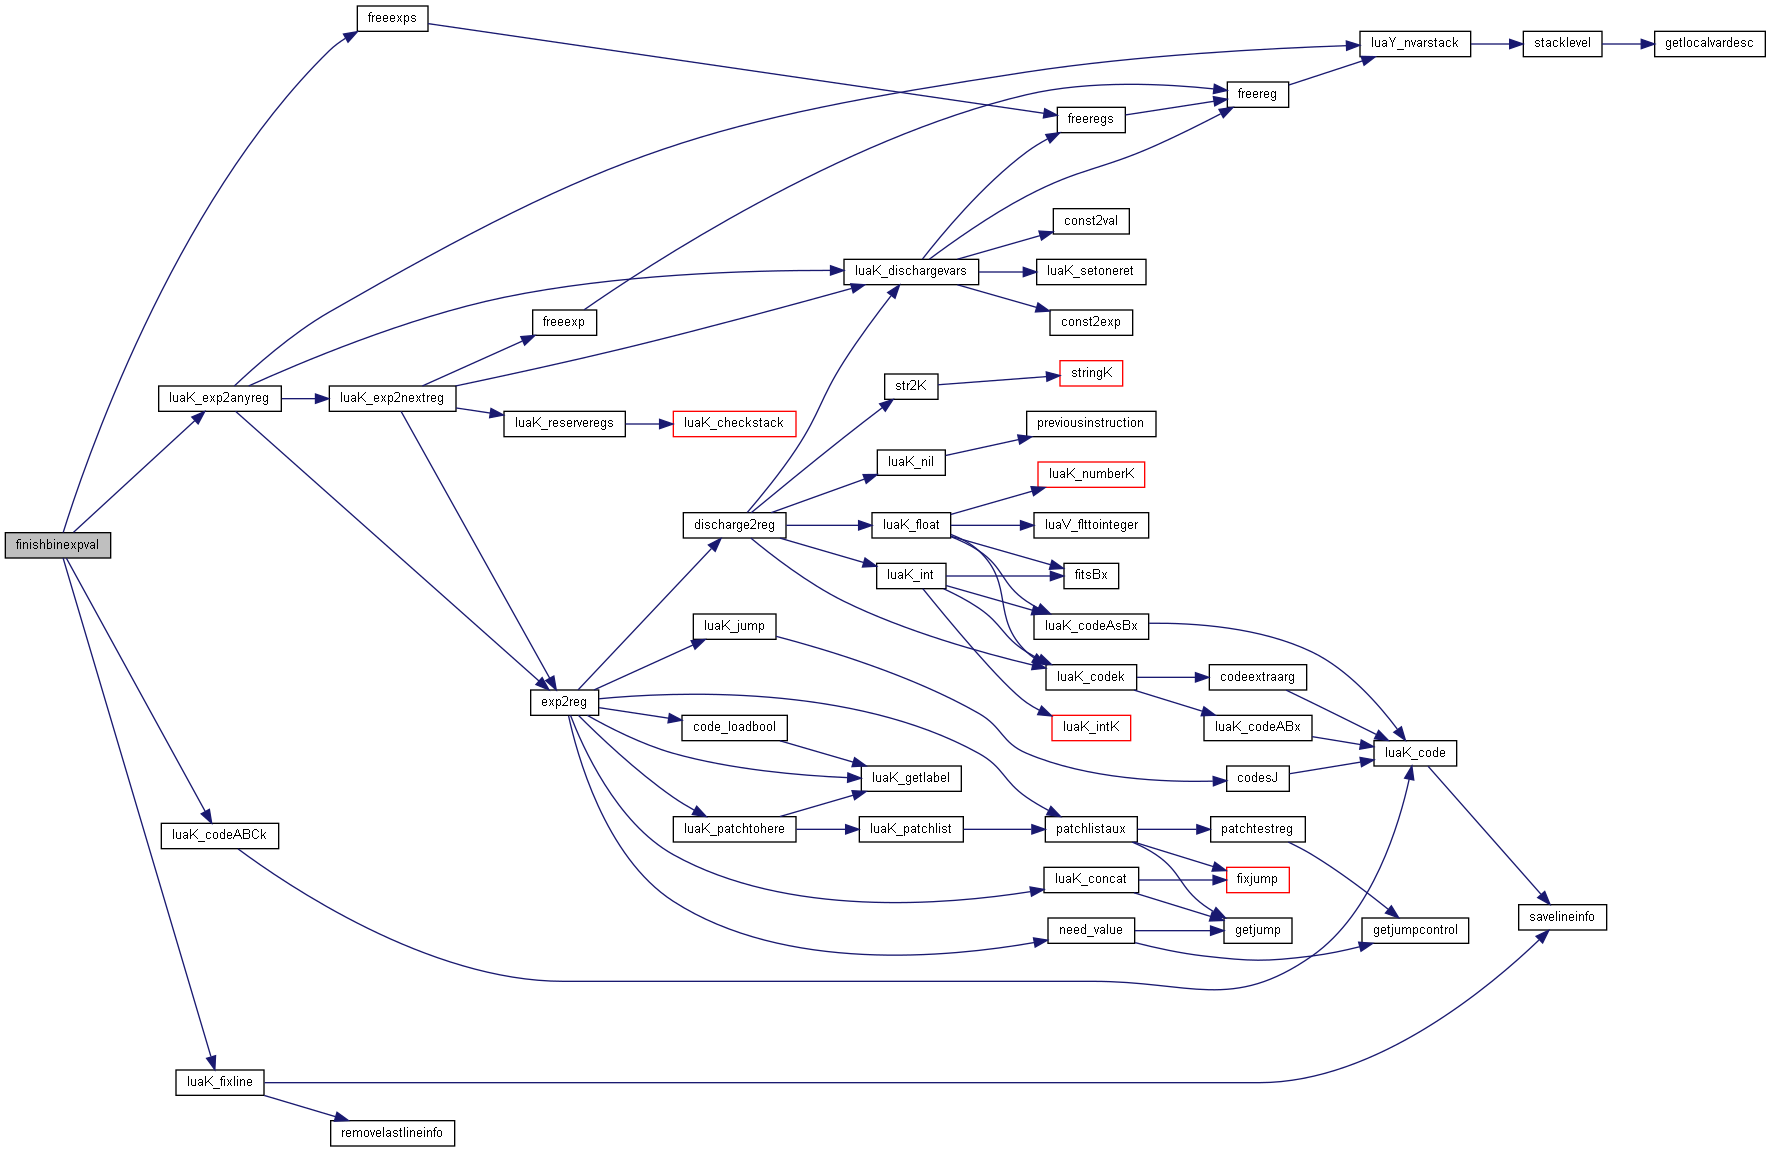 freeexps
luaY_nvarstack
stacklevel
getlocalvardesc
freereg
freeregs
const2val
luaK_dischargevars
luaK_setoneret
freeexp
const2exp
stringK
str2K
luaK_exp2anyreg
luaK_exp2nextreg
luaK_reserveregs
luaK_checkstack
previousinstruction
luaK_nil
luaK_numberK
discharge2reg
luaK_float
luaV_flttointeger
finishbinexpval
luaK_int
fitsBx
luaK_jump
luaK_codeAsBx
luaK_codek
codeextraarg
exp2reg
code_loadbool
luaK_intK
luaK_codeABx
luaK_code
luaK_getlabel
codesJ
luaK_codeABCk
luaK_patchtohere
luaK_patchlist
patchlistaux
patchtestreg
luaK_concat
fixjump
savelineinfo
need_value
getjump
getjumpcontrol
luaK_fixline
removelastlineinfo